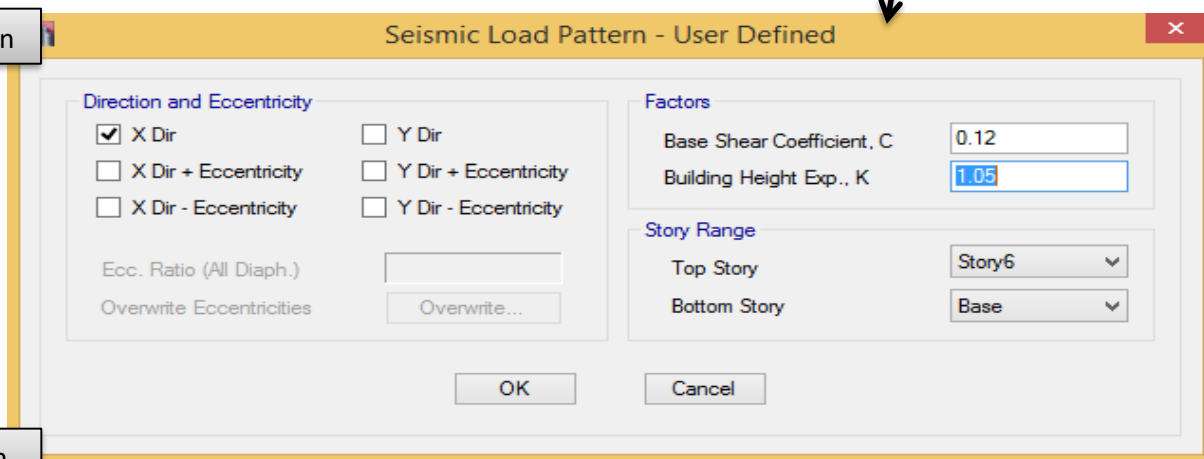 n
Seismic Load Pattern - User Defined
Direction and Eccentricity
X Dir
Y Dir
X Dir + Eccentricity
Y Dir + Eccentricity
X Dir - Eccentricity
Y Dir - Eccentricity
Ecc. Ratio (All Diaph.)
Overwrite Eccentricities
Overwrite...
Factors
Base Shear Coefficient, C
0.12
Building Height Exp., K
1.05
Story Range
Top Story
Story6
Bottom Story
Base
OK
Cancel